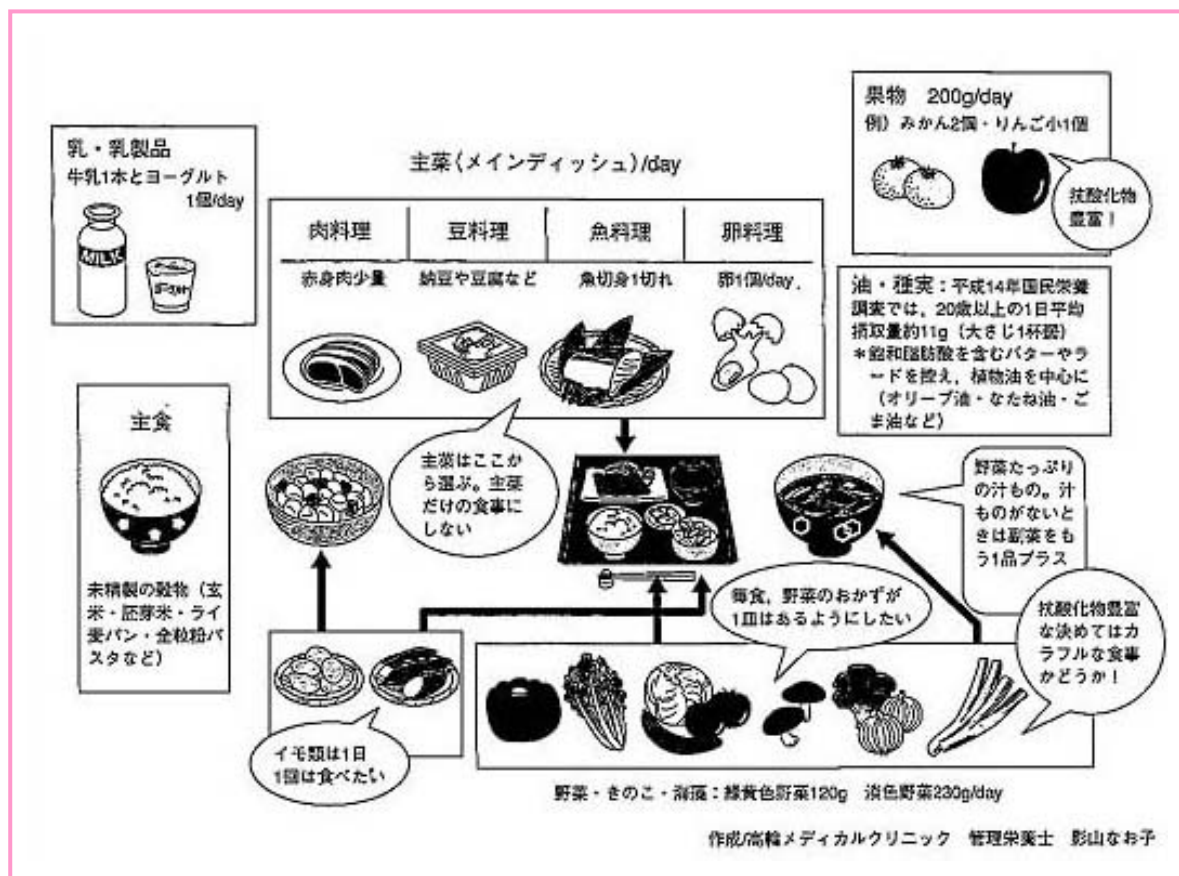 乳・乳製品
牛乳1本とヨーグルト
1個/day
MILK
主菜(メインディッシュ)/day
肉料理
豆料理
魚料理
卵料理
赤身肉少量
納豆や豆腐など
魚切身1切れ
卵1個/day.
果物 200g/day
例)みかん2個・りんご小1個
抗酸化物
豊富!
油・種実:平成14年国民栄養
調査では、20歳以上の1日平均
摂取量約11g(大さじ1杯弱)
*飽和脂肪酸を含むバターやラ
ードを控え、植物油を中心に
(オリーブ油・なたね油・ご
ま油など)
主食
未精製の穀物(玄
米・胚芽米・ライ
麦パン・全粒粉パ
スタなど)
主菜はここか
ら選ぶ。主菜
だけの食事に
しない
野菜たっぷり
の汁もの。汁
ものがないと
きは副菜をも
う1品プラス
毎食、野菜のおかずが
1皿はあるようにしたい
抗酸化物豊富
な決めてはカ
ラフルな食事
かどうか!
イモ類は1日
1回は食べたい
野菜・きのこ・海藻:緑黄色野菜120g 淡色野菜230g/day
作成/高輪メディカルクリニック 管理栄養士 影山なお子